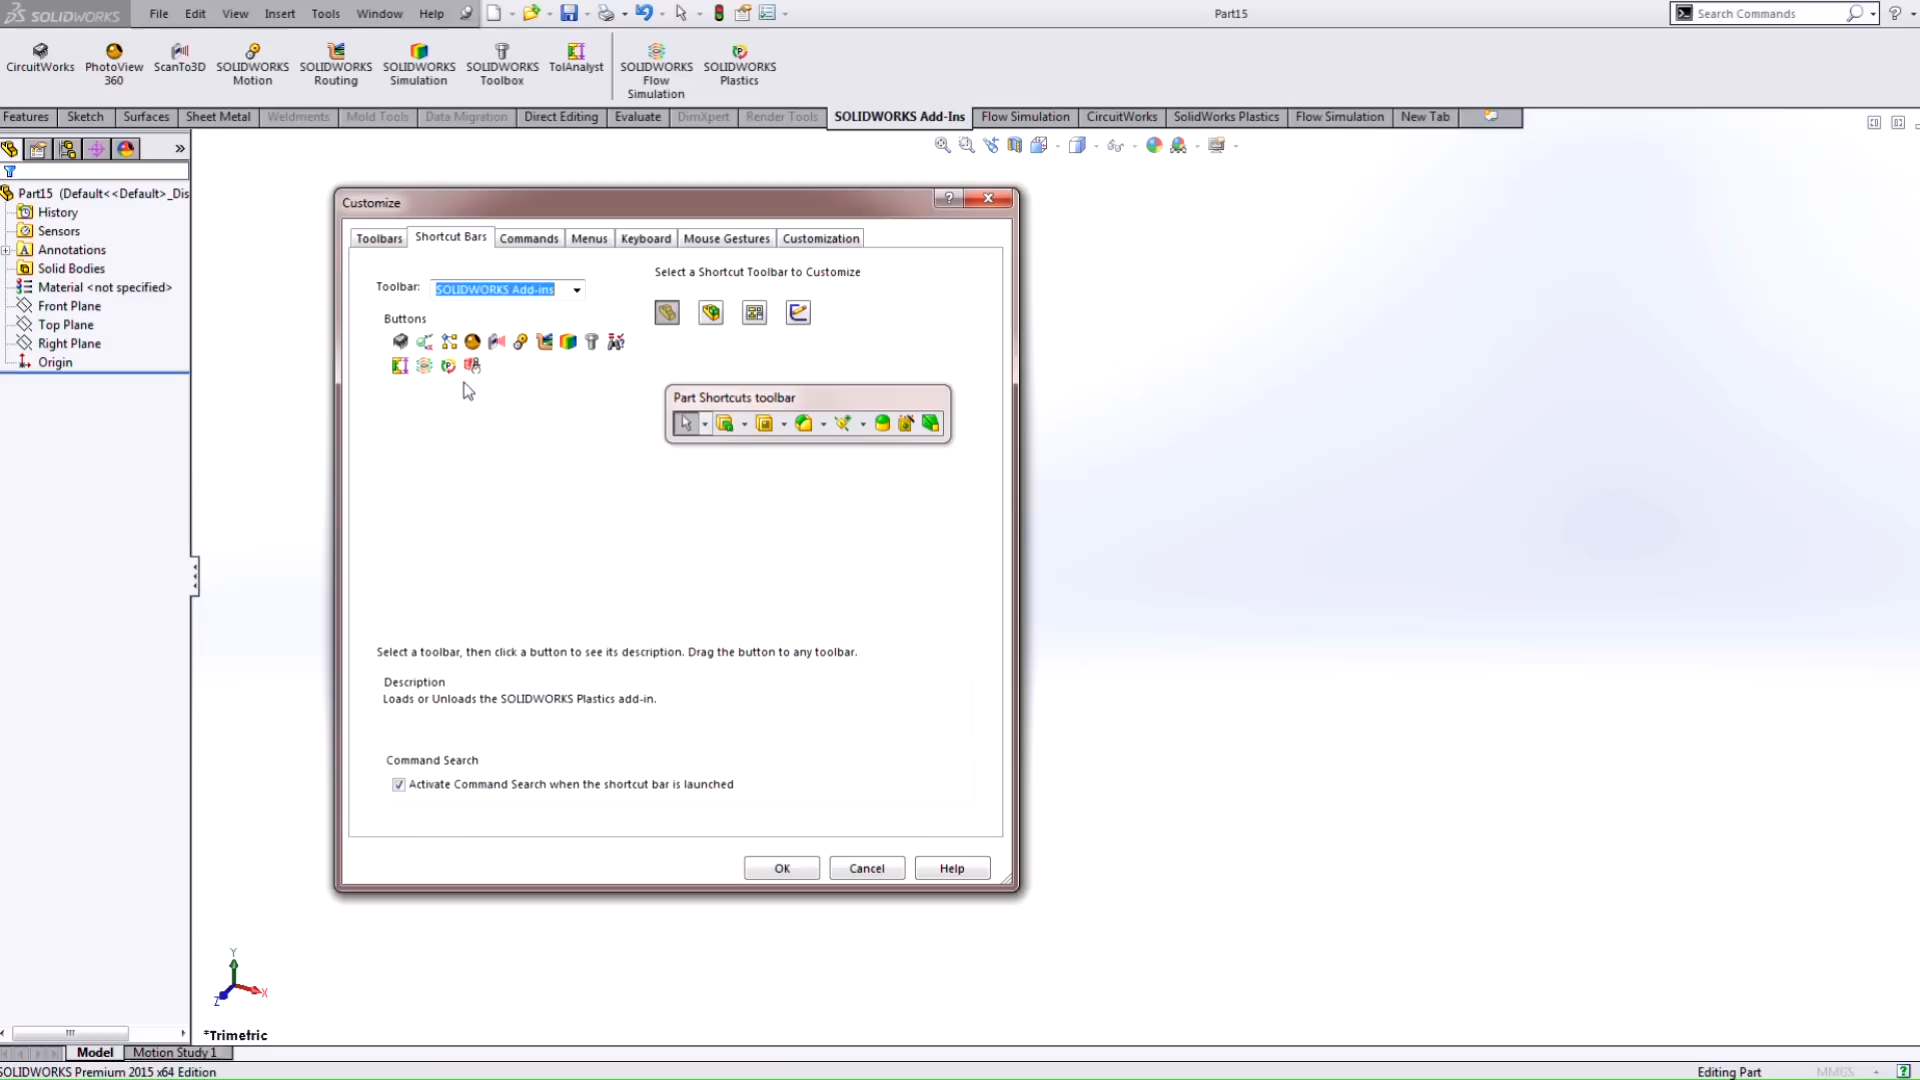 SOLIDWORKS File Edit View Insert Tools Window Help Part15 Search Commands
CircuitWorks PhotoView 360 ScanTo3D SOLIDWORKS Motion SOLIDWORKS Routing SOLIDWORKS Simulation SOLIDWORKS Toolbox TolAnalyst SOLIDWORKS Flow Simulation SOLIDWORKS Plastics
Features Sketch Surfaces Sheet Metal Weldments Mold Tools Data Migration Direct Editing Evaluate DimXpert Render Tools SOLIDWORKS Add-Ins Flow Simulation CircuitWorks SolidWorks Plastics Flow Simulation New Tab
Part15 (Default<<Default>_Dis
History
Sensors
Annotations
Solid Bodies
Material <not specified>
Front Plane
Top Plane
Right Plane
Origin
Customize
Toolbars Shortcut Bars Commands Menus Keyboard Mouse Gestures Customization
Toolbar: SOLIDWORKS Add-ins
Select a Shortcut Toolbar to Customize
Buttons
Part Shortcuts toolbar
Select a toolbar, then click a button to see its description. Drag the button to any toolbar.
Description
Loads or Unloads the SOLIDWORKS Plastics add-in.
Command Search
Activate Command Search when the shortcut bar is launched
OK Cancel Help
Y
X
Z
*Trimetric
Model Motion Study 1
SOLIDWORKS Premium 2015 x64 Edition Editing Part MMGS